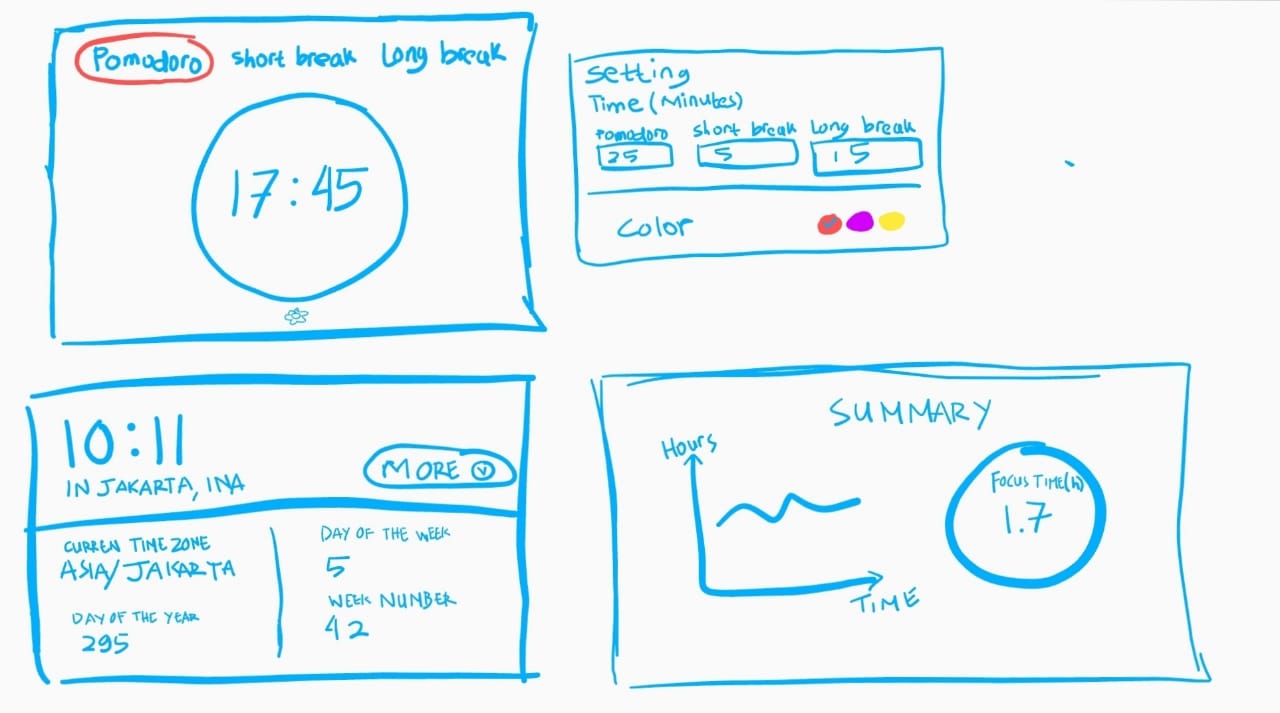 Pomodoro short break Long break
17:45
Setting
Time (Minutes)
Pomodoro short break Long break
25 5 15
Color
10:11
IN JAKARTA, INA
MORE
CURREN TIME ZONE
ASIA/JAKARTA
DAY OF THE YEAR
295
DAY OF THE WEEK
5
WEEK NUMBER
42
SUMMARY
Hours
TIME
FOCUS TIME(h)
1.7